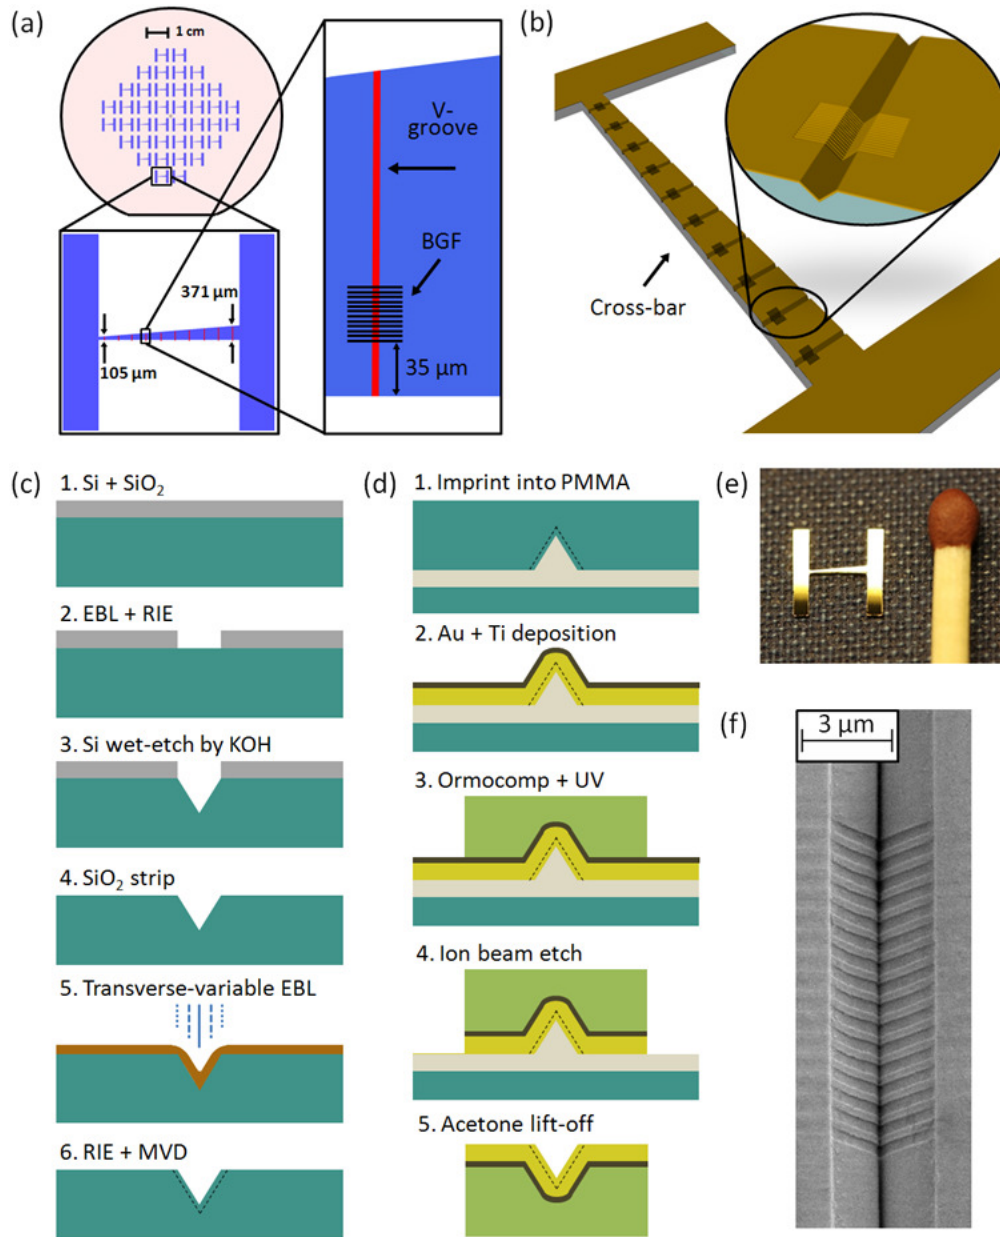 (a)
1 cm
371 μm
105 μm
V-
groove
BGF
35 μm
(b)
Cross-bar
(c)
1. Si + SiO₂
2. EBL + RIE
3. Si wet-etch by KOH
4. SiO₂ strip
5. Transverse-variable EBL
6. RIE + MVD
(d)
1. Imprint into PMMA
2. Au + Ti deposition
3. Ormocomp + UV
4. Ion beam etch
5. Acetone lift-off
(e)
(f)
3 μm